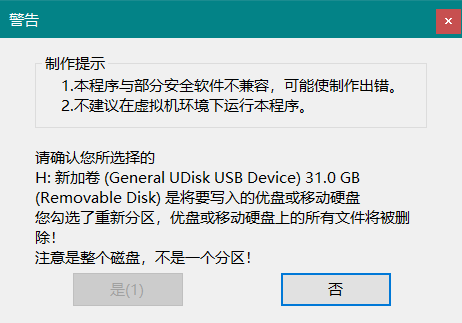 警告
制作提示
1.本程序与部分安全软件不兼容，可能使制作出错。
2.不建议在虚拟机环境下运行本程序。
请确认您所选择的
H: 新加卷 (General UDisk USB Device) 31.0 GB
(Removable Disk) 是将要写入的优盘或移动硬盘
您勾选了重新分区，优盘或移动硬盘上的所有文件将被删
除！
注意是整个磁盘，不是一个分区！
是(1)
否